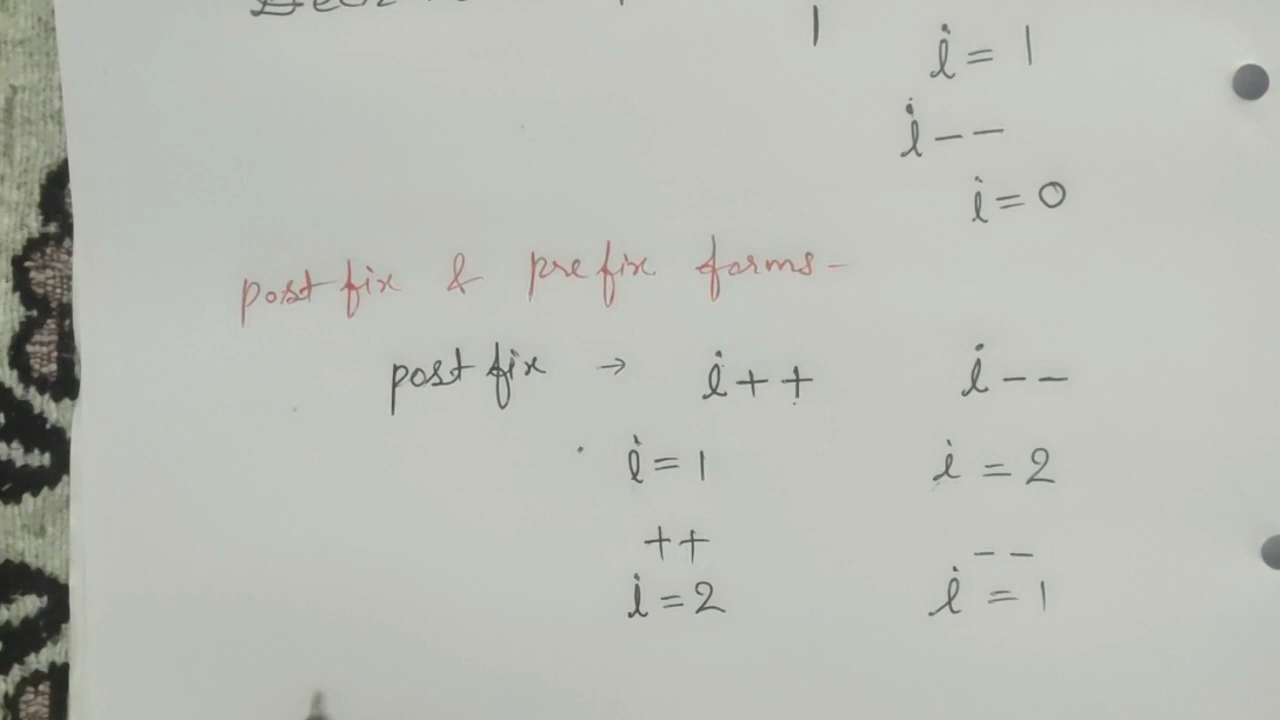 i = 1
i - -
i = 0
postfix & prefix forms -
postfix → i + + i - -
i = 1 i = 2
+ + - -
i = 2 i = 1